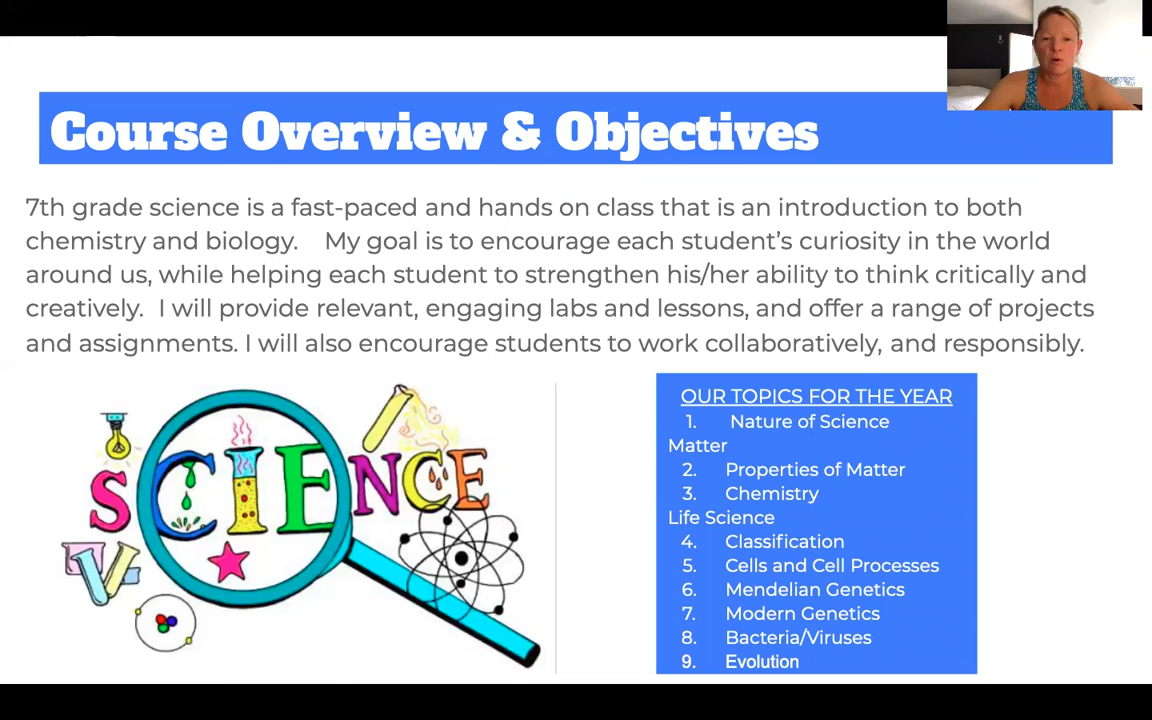 Course Overview & Objectives
7th grade science is a fast-paced and hands on class that is an introduction to both
chemistry and biology. My goal is to encourage each student's curiosity in the world
around us, while helping each student to strengthen his/her ability to think critically and
creatively. I will provide relevant, engaging labs and lessons, and offer a range of projects
and assignments. I will also encourage students to work collaboratively, and responsibly.
SCIENCE
OUR TOPICS FOR THE YEAR
1. Nature of Science
Matter
2. Properties of Matter
3. Chemistry
Life Science
4. Classification
5. Cells and Cell Processes
6. Mendelian Genetics
7. Modern Genetics
8. Bacteria/Viruses
9. Evolution